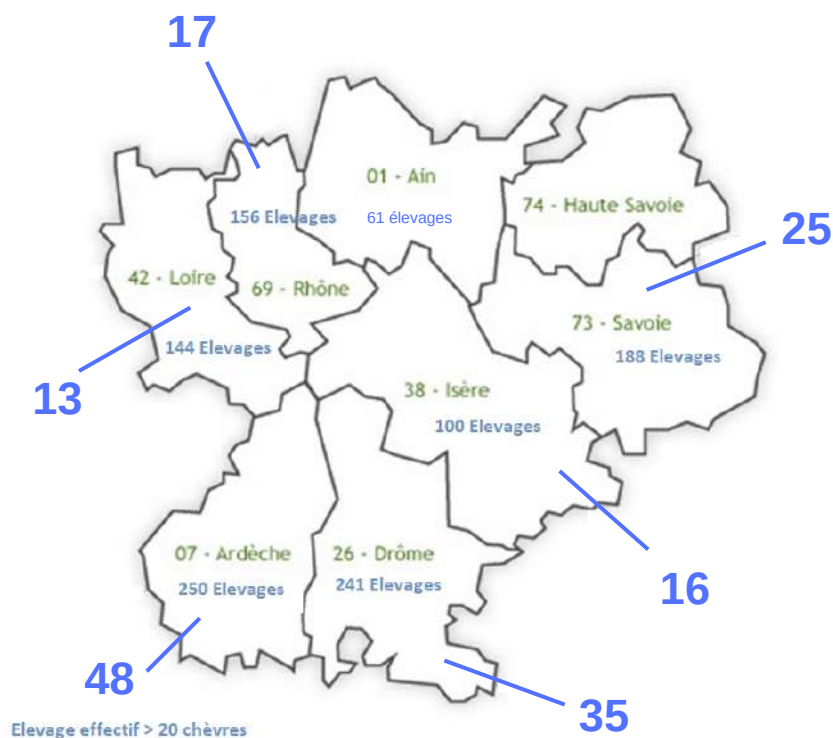 17
01 - Ain
156 Elevages
61 élevages
74 - Haute Savoie
25
42 - Loire
69 - Rhône
73 - Savoie
144 Elevages
188 Elevages
13
38 - Isère
100 Elevages
07 - Ardèche
26 - Drôme
250 Elevages
241 Elevages
16
48
35
Elevage effectif > 20 chèvres